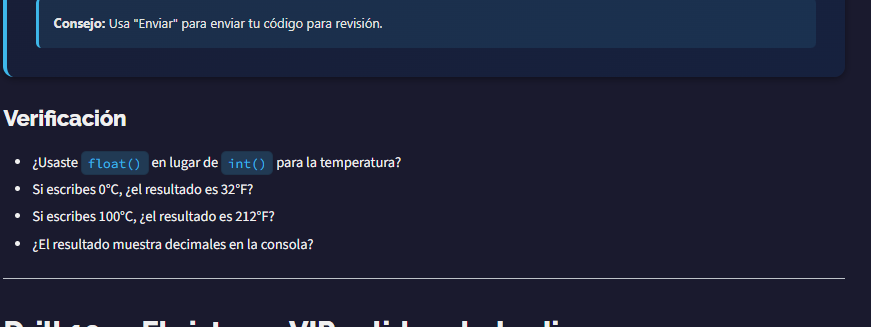 Consejo: Usa "Enviar" para enviar tu código para revisión.
Verificación
¿Usaste float() en lugar de int() para la temperatura?
Si escribes 0°C, ¿el resultado es 32°F?
Si escribes 100°C, ¿el resultado es 212°F?
¿El resultado muestra decimales en la consola?